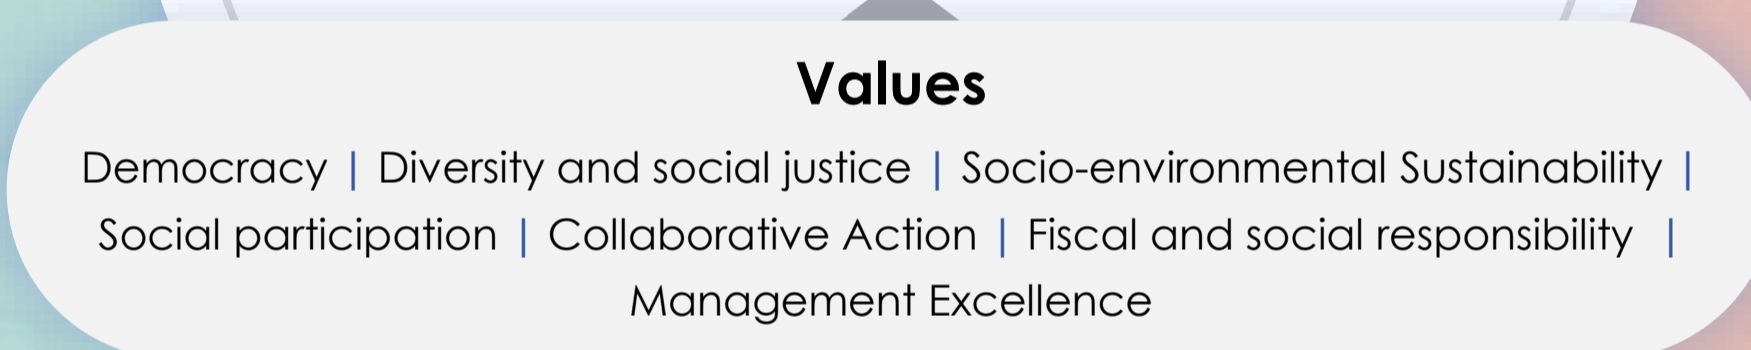 Values
Democracy | Diversity and social justice | Socio-environmental Sustainability |
Social participation | Collaborative Action | Fiscal and social responsibility |
Management Excellence